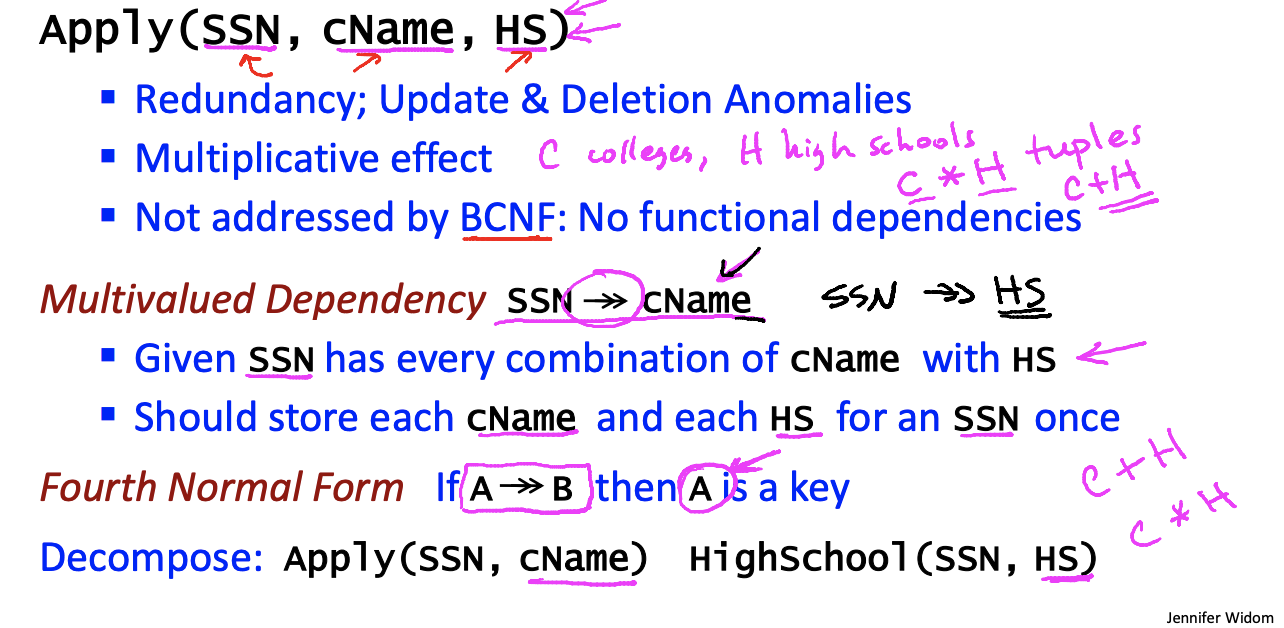 Apply(SSN, cName, HS)
▪ Redundancy; Update & Deletion Anomalies
▪ Multiplicative effect C colleges, H high schools tuples
C * H C+H
▪ Not addressed by BCNF: No functional dependencies
Multivalued Dependency SSN ↠ cName SSN ↠ HS
▪ Given SSN has every combination of cName with HS
▪ Should store each cName and each HS for an SSN once
Fourth Normal Form If A ↠ B then A is a key
C + H
C * H
Decompose: Apply(SSN, cName) HighSchool(SSN, HS)
Jennifer Widom